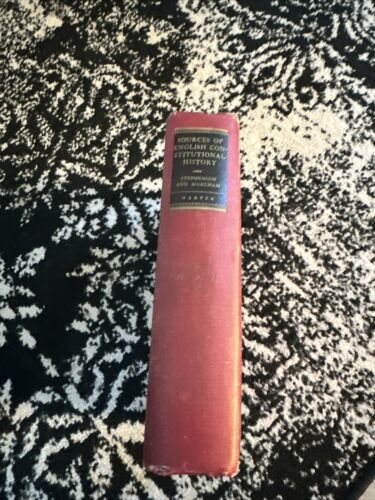 SOURCES OF
ENGLISH CON-
STITUTIONAL
HISTORY
STEPHENSON
AND MARCHAM
HARPER